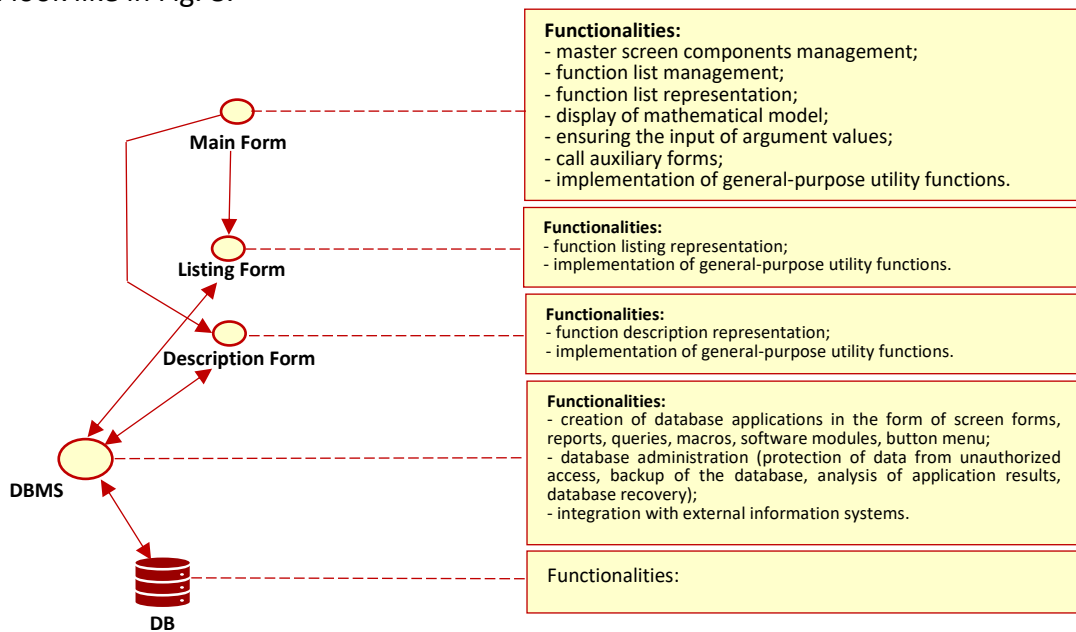 look like in Fig.
Functionalities:
- master screen components management;
- function list management;
- function list representation;
- display of mathematical model;
- ensuring the input of argument values;
- call auxiliary forms;
- implementation of general-purpose utility functions.
Main Form
Functionalities:
- function listing representation;
- implementation of general-purpose utility functions.
Listing Form
Functionalities:
- function description representation;
- implementation of general-purpose utility functions.
Description Form
Functionalities:
- creation of database applications in the form of screen forms,
reports, queries, macros, software modules, button menu;
- database administration (protection of data from unauthorized
access, backup of the database, analysis of application results,
database recovery);
- integration with external information systems.
DBMS
Functionalities:
DB